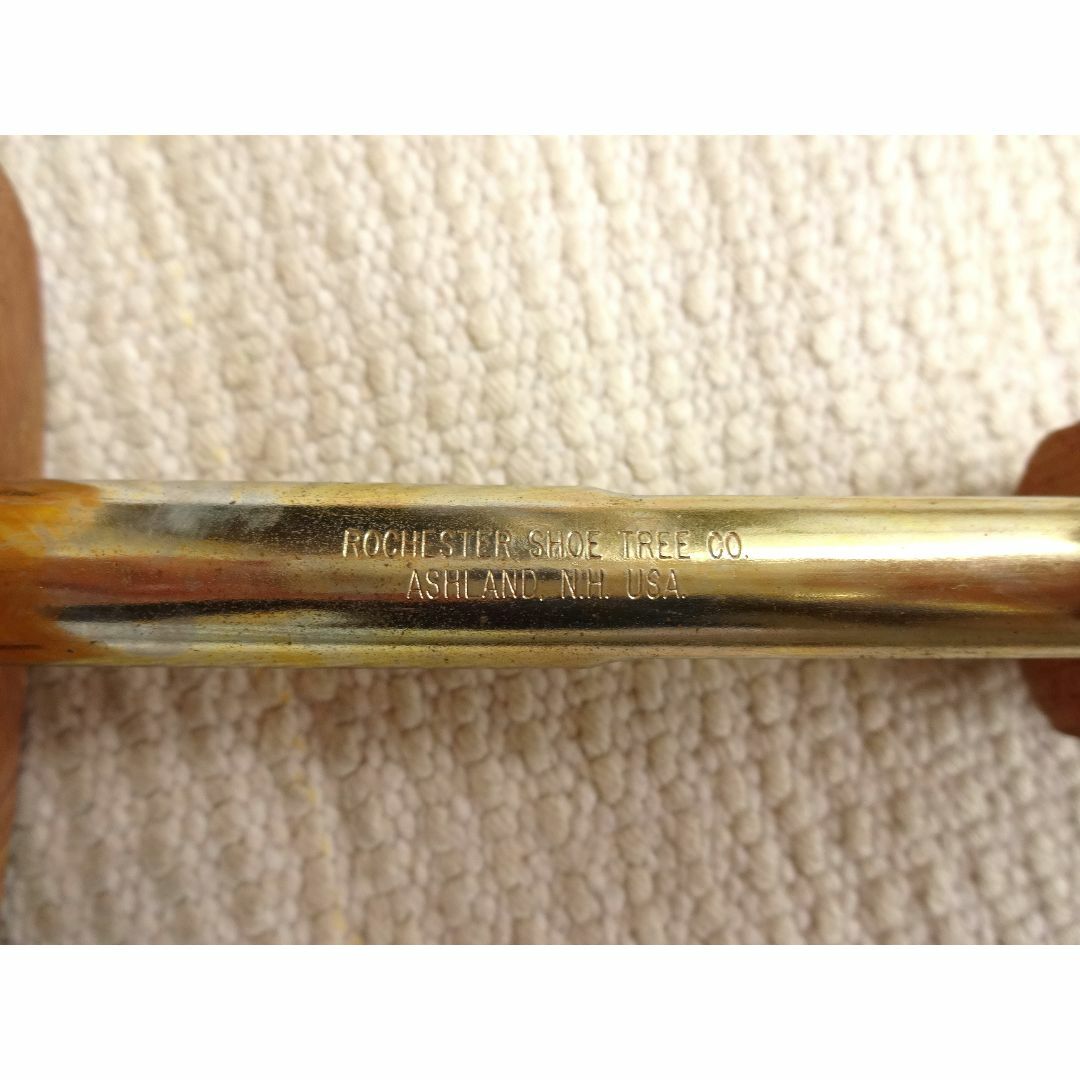 ROCHESTER SHOE TREE CO.
ASHLAND, N.H. USA.